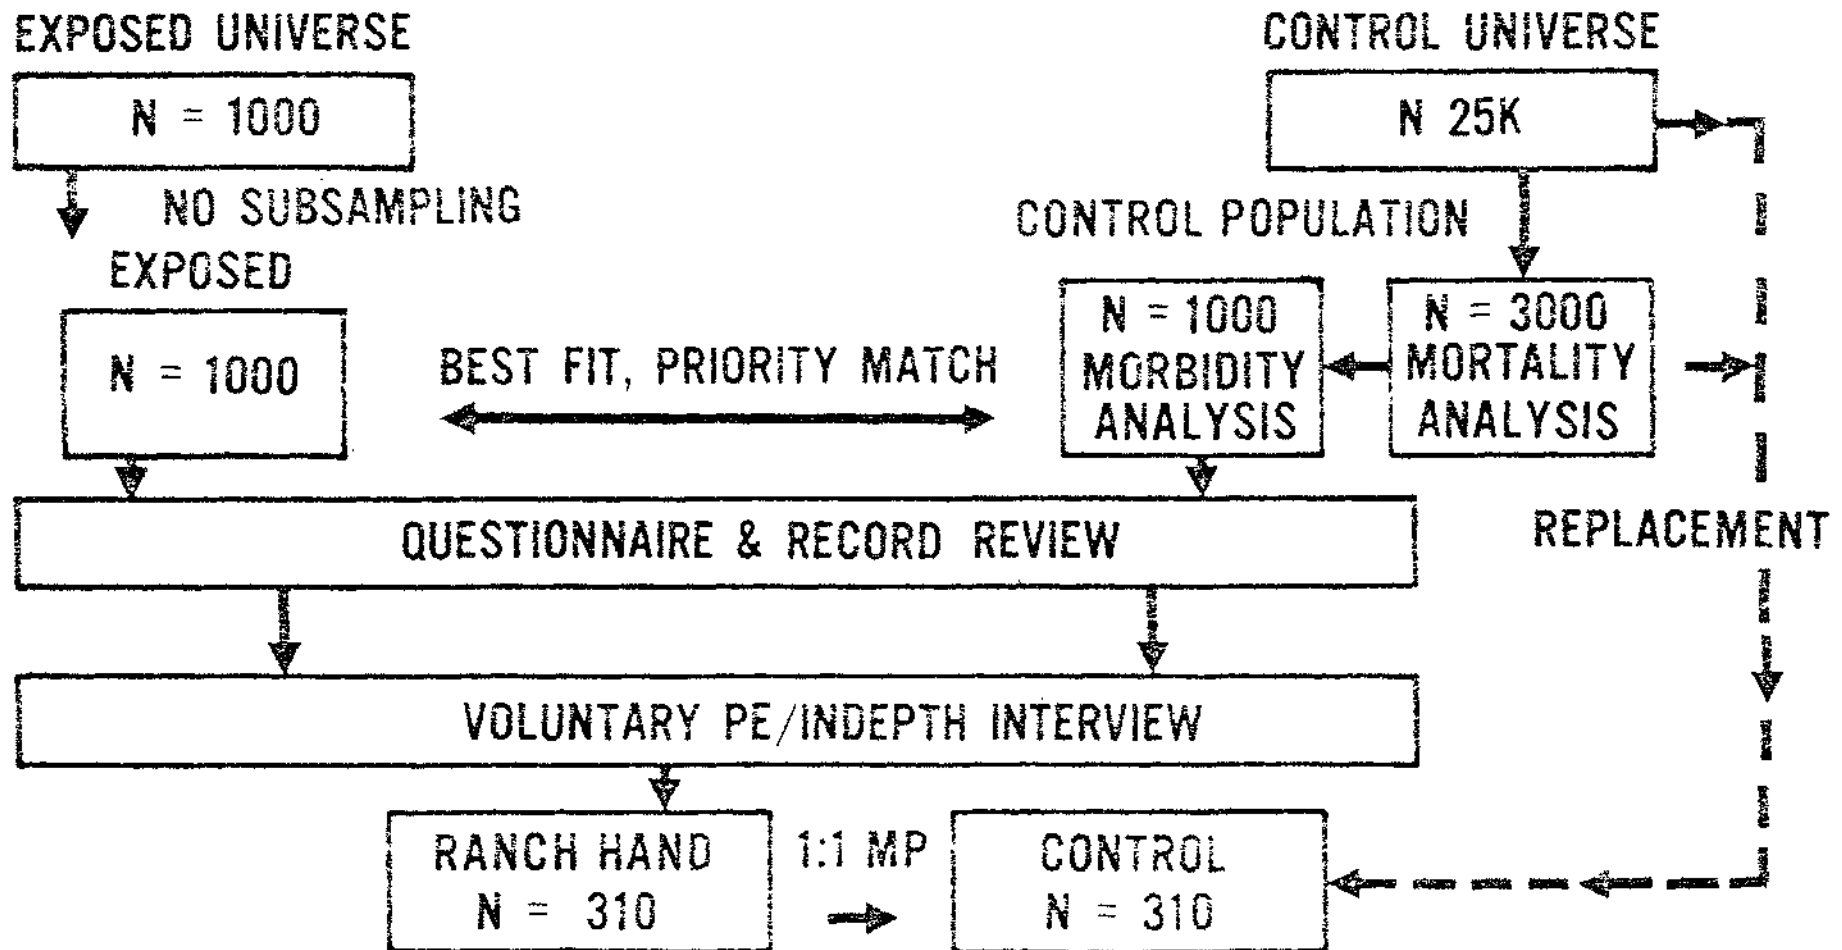 EXPOSED UNIVERSE
N = 1000
NO SUBSAMPLING
EXPOSED
N = 1000
BEST FIT, PRIORITY MATCH
CONTROL UNIVERSE
N 25K
CONTROL POPULATION
N = 1000
MORBIDITY
ANALYSIS
N = 3000
MORTALITY
ANALYSIS
QUESTIONNAIRE & RECORD REVIEW
REPLACEMENT
VOLUNTARY PE/INDEPTH INTERVIEW
RANCH HAND
N = 310
1:1 MP
CONTROL
N = 310